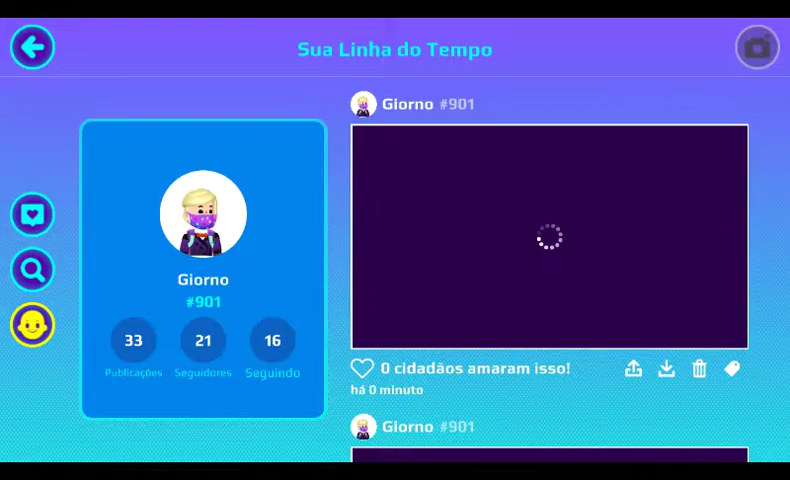 Sua Linha do Tempo
Giorno #901
Giorno
#901
33
21
16
Publicações
Seguidores
Seguindo
0 cidadãos amaram isso!
há 0 minuto
Giorno #901